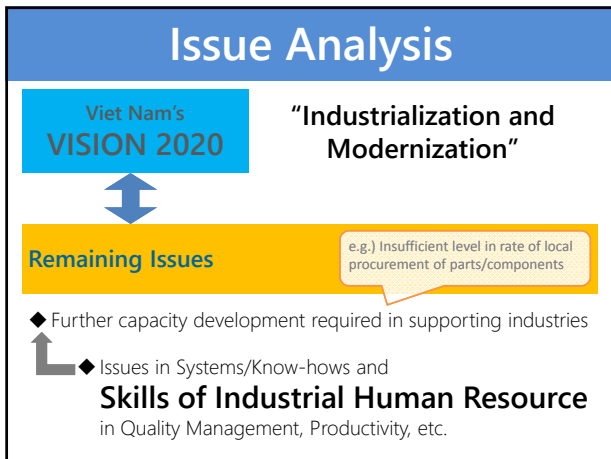 Issue Analysis
Viet Nam's
VISION 2020
“Industrialization and
Modernization”
Remaining Issues
e.g.) Insufficient level in rate of local
procurement of parts/components
◆ Further capacity development required in supporting industries
◆ Issues in Systems/Know-hows and
Skills of Industrial Human Resource
in Quality Management, Productivity, etc.